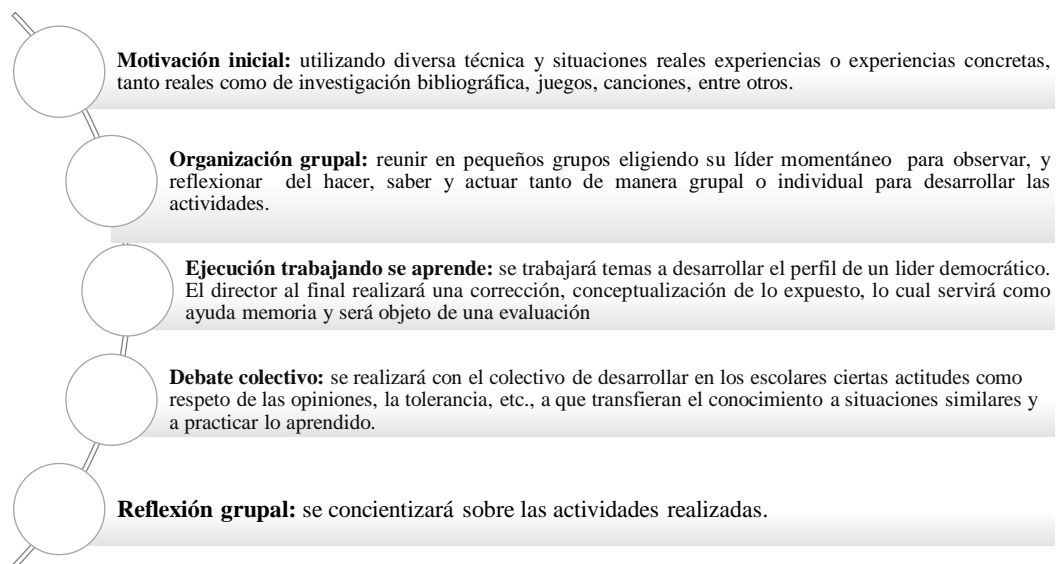 Motivación inicial: utilizando diversa técnica y situaciones reales experiencias o experiencias concretas,
tanto reales como de investigación bibliográfica, juegos, canciones, entre otros.
Organización grupal: reunir en pequeños grupos eligiendo su líder momentáneo para observar, y
reflexionar del hacer, saber y actuar tanto de manera grupal o individual para desarrollar las
actividades.
Ejecución trabajando se aprende: se trabajará temas a desarrollar el perfil de un lider democrático.
El director al final realizará una corrección, conceptualización de lo expuesto, lo cual servirá como
ayuda memoria y será objeto de una evaluación
Debate colectivo: se realizará con el colectivo de desarrollar en los escolares ciertas actitudes como
respeto de las opiniones, la tolerancia, etc., a que transfieran el conocimiento a situaciones similares y
a practicar lo aprendido.
Reflexión grupal: se concientizará sobre las actividades realizadas.